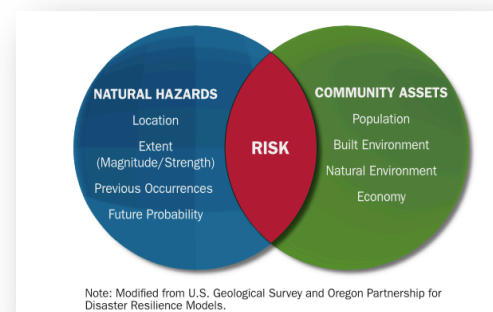 NATURAL HAZARDS
Location
Extent
(Magnitude/Strength)
Previous Occurrences
Future Probability
RISK
COMMUNITY ASSETS
Population
Built Environment
Natural Environment
Economy
Note: Modified from U.S. Geological Survey and Oregon Partnership for
Disaster Resilience Models.